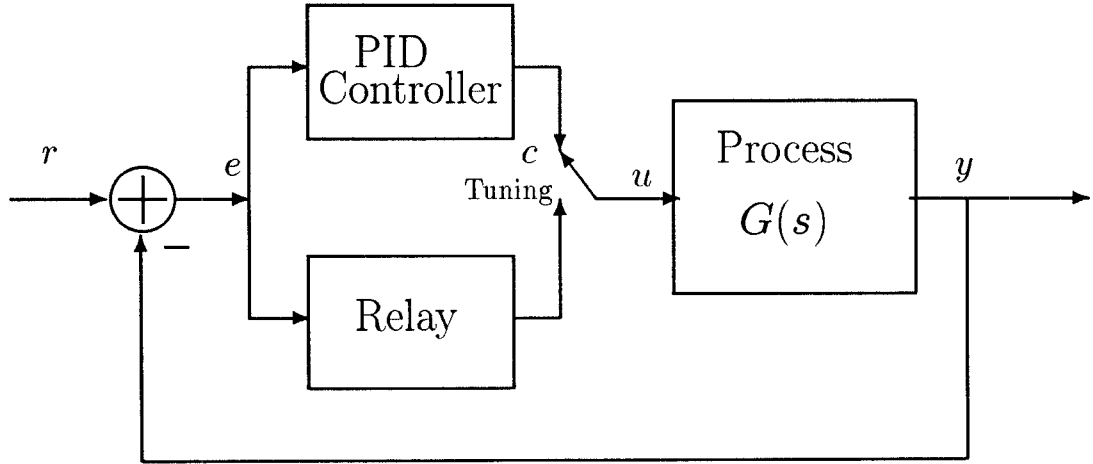 PID
Controller
r
e
c
Tuning
u
Process
G(s)
y
−
Relay